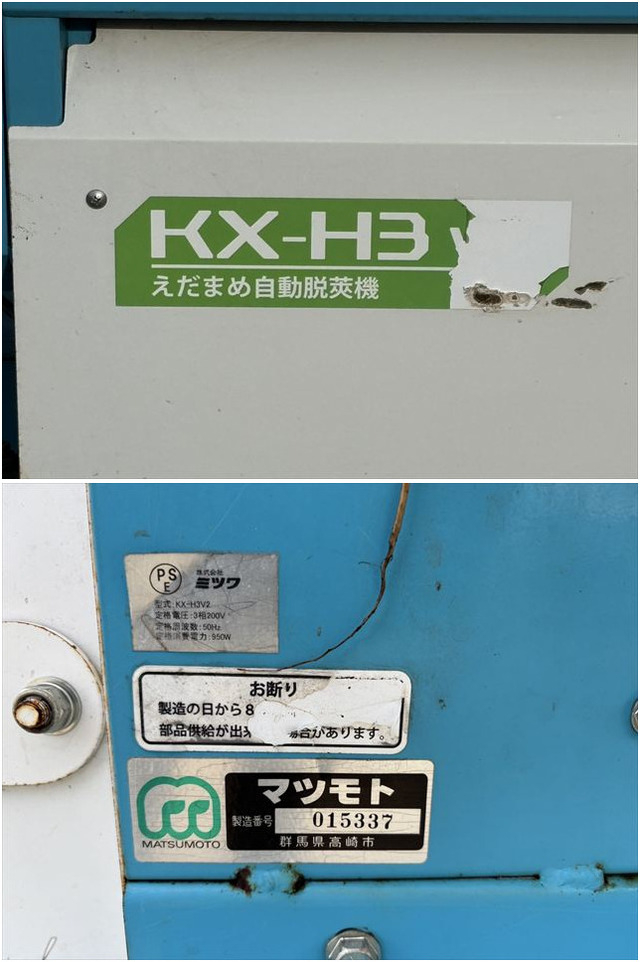 KX-H3
えだまめ自動脱莢機
PS
E
株式会社
ミツワ
型式:KX-H3V2
定格電圧:3相200V
定格周波数:50Hz
定格消費電力:950W
お断り
製造の日から8
部品供給が出来 場合があります。
マツモト
製造番号 015337
MATSUMOTO
群馬県高崎市